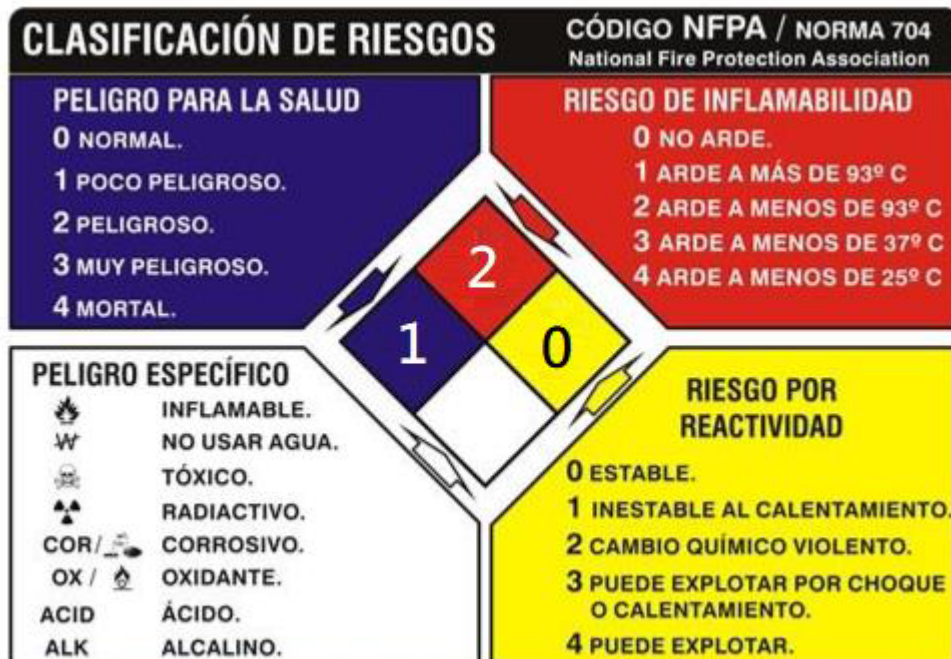 CLASIFICACIÓN DE RIESGOS
CÓDIGO NFPA / NORMA 704
National Fire Protection Association
PELIGRO PARA LA SALUD
0 NORMAL.
1 POCO PELIGROSO.
2 PELIGROSO.
3 MUY PELIGROSO.
4 MORTAL.
RIESGO DE INFLAMABILIDAD
0 NO ARDE.
1 ARDE A MÁS DE 93º C
2 ARDE A MENOS DE 93º C
3 ARDE A MENOS DE 37º C
4 ARDE A MENOS DE 25º C
2
1
0
PELIGRO ESPECÍFICO
INFLAMABLE.
W NO USAR AGUA.
TÓXICO.
RADIACTIVO.
COR/ CORROSIVO.
OX / OXIDANTE.
ACID ÁCIDO.
ALK ALCALINO.
RIESGO POR
REACTIVIDAD
0 ESTABLE.
1 INESTABLE AL CALENTAMIENTO.
2 CAMBIO QUÍMICO VIOLENTO.
3 PUEDE EXPLOTAR POR CHOQUE
O CALENTAMIENTO.
4 PUEDE EXPLOTAR.